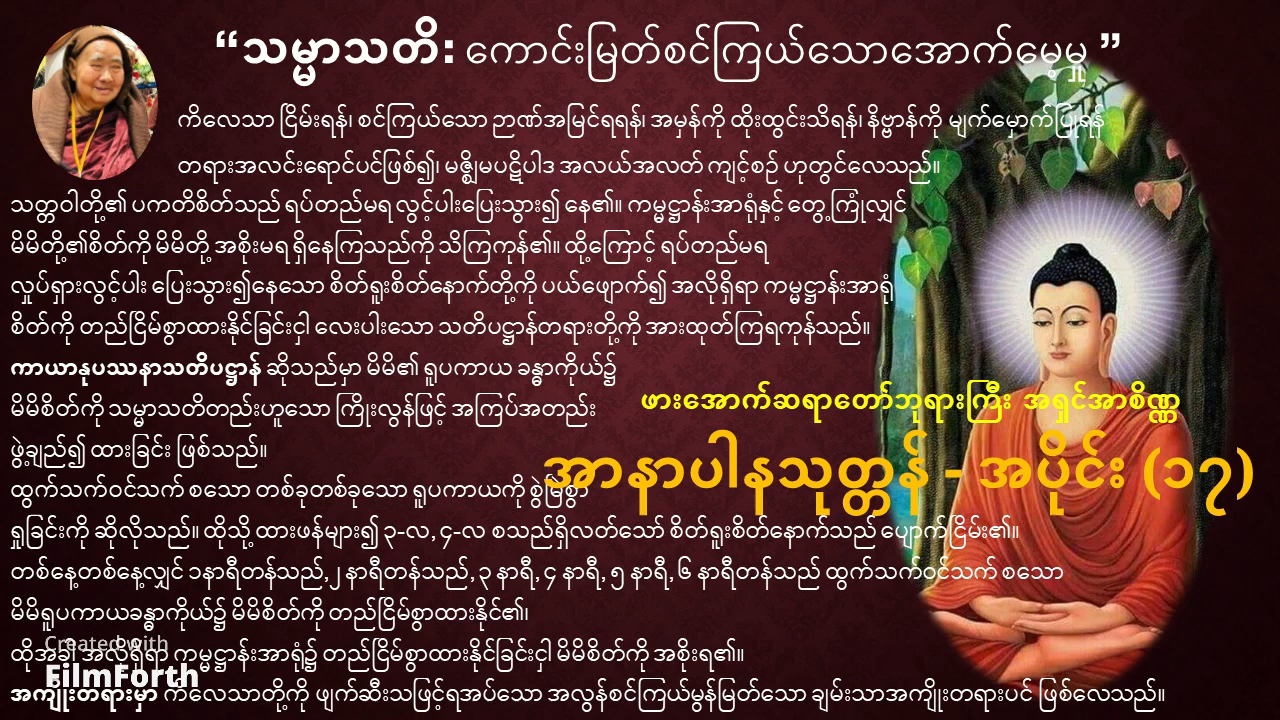 “သမ္မာသတိ: ကောင်းမြတ်စင်ကြယ်သောအောက်မေ့မှု ”
ကိလေသာ ငြိမ်းရန်၊ စင်ကြယ်သော ဉာဏ်အမြင်ရရန်၊ အမှန်ကို ထိုးထွင်းသိရန်၊ နိဗ္ဗာန်ကို မျက်မှောက်ပြုရန်
တရားအလင်းရောင်ပင်ဖြစ်၍၊ မဇ္ဈိမပဋိပါဒ အလယ်အလတ် ကျင့်စဉ် ဟုတွင်လေသည်။
သတ္တဝါတို့၏ ပကတိစိတ်သည် ရပ်တည်မရ လွင့်ပါးပြေးသွား၍ နေ၏။ ကမ္မဋ္ဌာန်းအာရုံနှင့် တွေ့ကြုံလျှင်
မိမိတို့၏စိတ်ကို မိမိတို့ အစိုးမရ ရှိနေကြသည်ကို သိကြကုန်၏။ ထို့ကြောင့် ရပ်တည်မရ
လှုပ်ရှားလွင့်ပါး ပြေးသွား၍နေသော စိတ်ရူးစိတ်နောက်တို့ကို ပယ်ဖျောက်၍ အလိုရှိရာ ကမ္မဋ္ဌာန်းအာရုံ
စိတ်ကို တည်ငြိမ်စွာထားနိုင်ခြင်းငှါ လေးပါးသော သတိပဋ္ဌာန်တရားတို့ကို အားထုတ်ကြရကုန်သည်။
ကာယာနုပဿနာသတိပဋ္ဌာန် ဆိုသည်မှာ မိမိ၏ ရူပကာယ ခန္ဓာကိုယ်၌
မိမိစိတ်ကို သမ္မာသတိတည်းဟူသော ကြိုးလွန်ဖြင့် အကြပ်အတည်း
ဖွဲ့ချည်၍ ထားခြင်း ဖြစ်သည်။
ဖားအောက်ဆရာတော်ဘုရားကြီး အရှင်အာစိဏ္ဏ
အာနာပါနသုတ္တန် - အပိုင်း (၁၇)
ထွက်သက်ဝင်သက် စသော တစ်ခုတစ်ခုသော ရူပကာယကို စွဲမြဲစွာ
ရှုခြင်းကို ဆိုလိုသည်။ ထိုသို့ ထားဖန်များ၍ ၃-လ, ၄-လ စသည်ရှိလတ်သော် စိတ်ရူးစိတ်နောက်သည် ပျောက်ငြိမ်း၏။
တစ်နေ့တစ်နေ့လျှင် ၁နာရီတန်သည်,၂ နာရီတန်သည်, ၃ နာရီ, ၄ နာရီ, ၅ နာရီ, ၆ နာရီတန်သည် ထွက်သက်ဝင်သက် စသော
မိမိရူပကာယခန္ဓာကိုယ်၌ မိမိစိတ်ကို တည်ငြိမ်စွာထားနိုင်၏၊
Created with
ထိုအခါ အလိုရှိရာ ကမ္မဋ္ဌာန်းအာရုံ၌ တည်ငြိမ်စွာထားနိုင်ခြင်းငှါ မိမိစိတ်ကို အစိုးရ၏။
FilmForth
အကျိုးတရားမှာ ကိလေသာတို့ကို ဖျက်ဆီးသဖြင့်ရအပ်သော အလွန်စင်ကြယ်မွန်မြတ်သော ချမ်းသာအကျိုးတရားပင် ဖြစ်လေသည်။